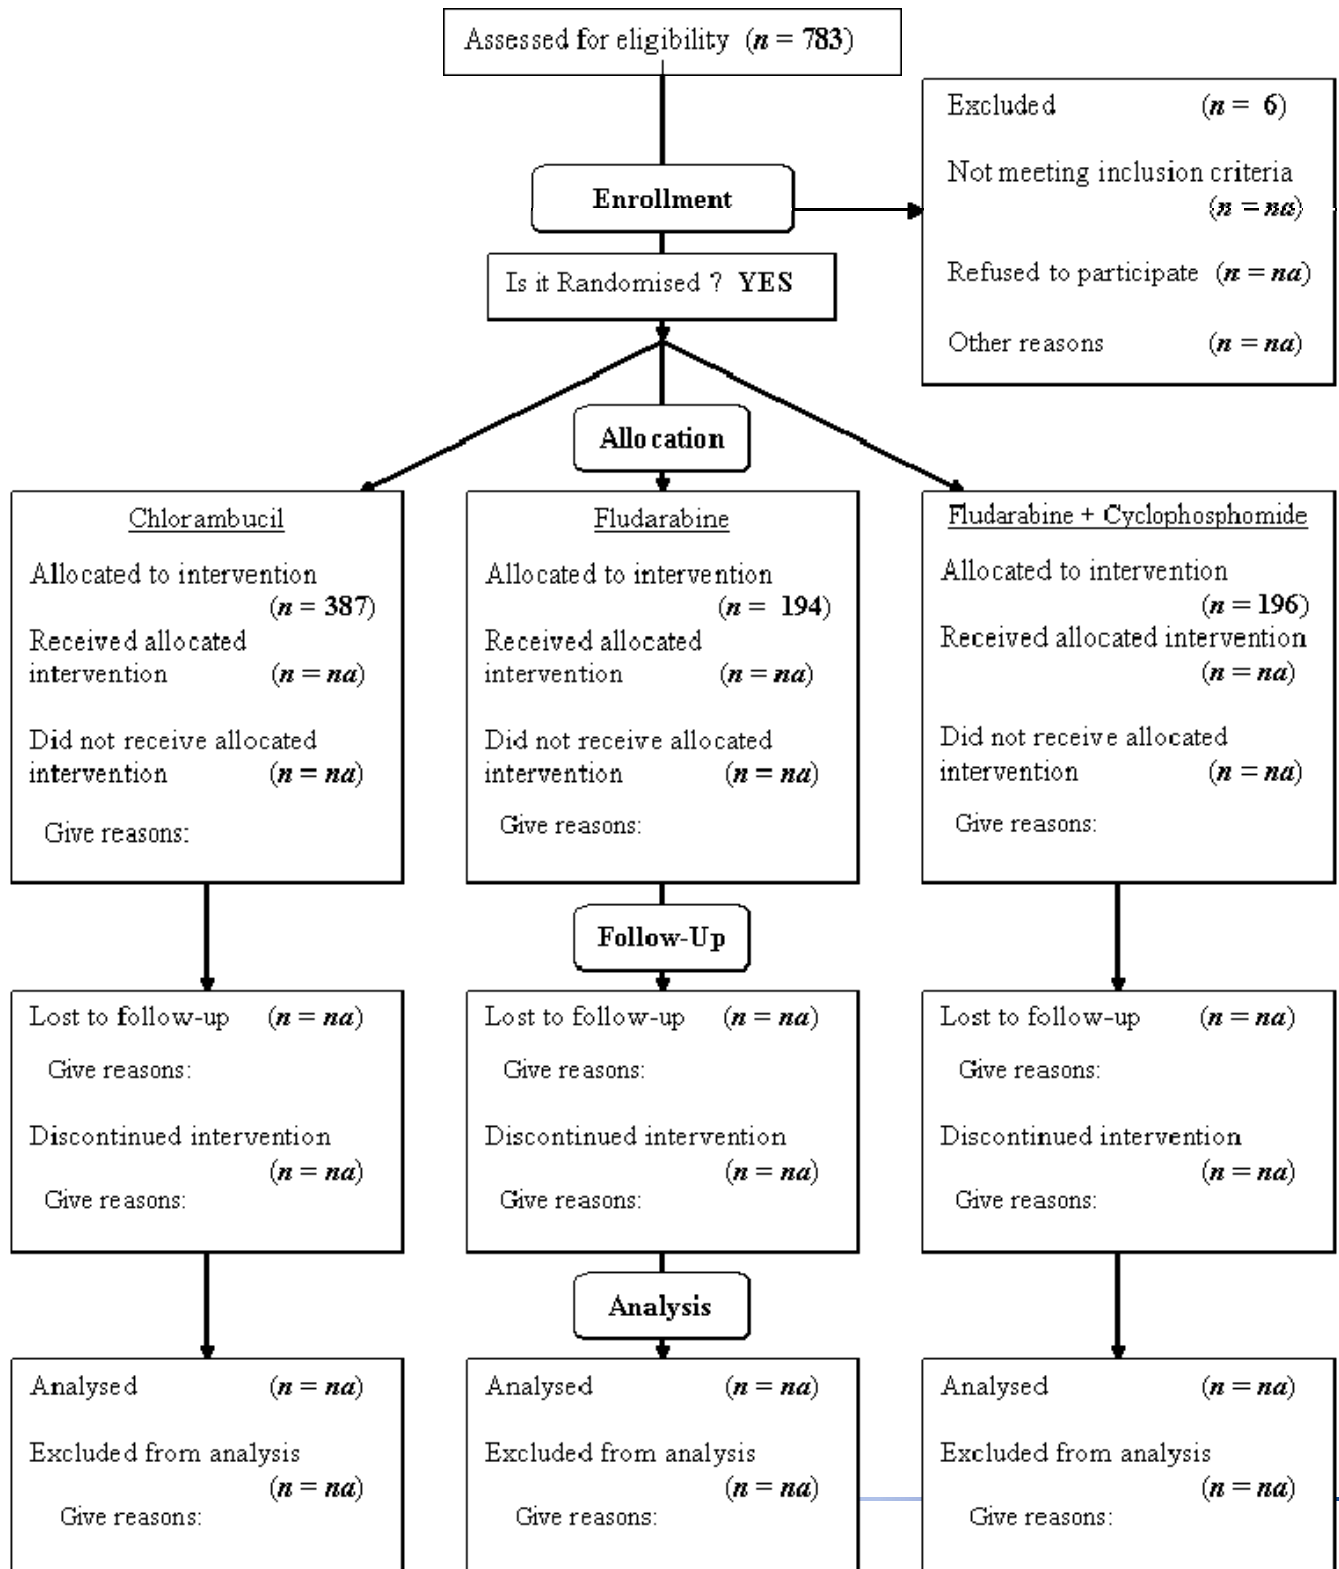 Assessed for eligibility (n = 783)
Excluded (n = 6)
Not meeting inclusion criteria
(n = na)
Refused to participate (n = na)
Other reasons (n = na)
Enrollment
Is it Randomised ? YES
Allocation
Chlorambucil
Allocated to intervention
(n = 387)
Received allocated
intervention (n = na)
Did not receive allocated
intervention (n = na)
Give reasons:
Fludarabine
Allocated to intervention
(n = 194)
Received allocated
intervention (n = na)
Did not receive allocated
intervention (n = na)
Give reasons:
Fludarabine + Cyclophosphomide
Allocated to intervention
(n = 196)
Received allocated intervention
(n = na)
Did not receive allocated
intervention (n = na)
Give reasons:
Follow-Up
Lost to follow-up (n = na)
Give reasons:
Discontinued intervention
(n = na)
Give reasons:
Lost to follow-up (n = na)
Give reasons:
Discontinued intervention
(n = na)
Give reasons:
Lost to follow-up (n = na)
Give reasons:
Discontinued intervention
(n = na)
Give reasons:
Analysis
Analysed (n = na)
Excluded from analysis
(n = na)
Give reasons:
Analysed (n = na)
Excluded from analysis
(n = na)
Give reasons:
Analysed (n = na)
Excluded from analysis
(n = na)
Give reasons: